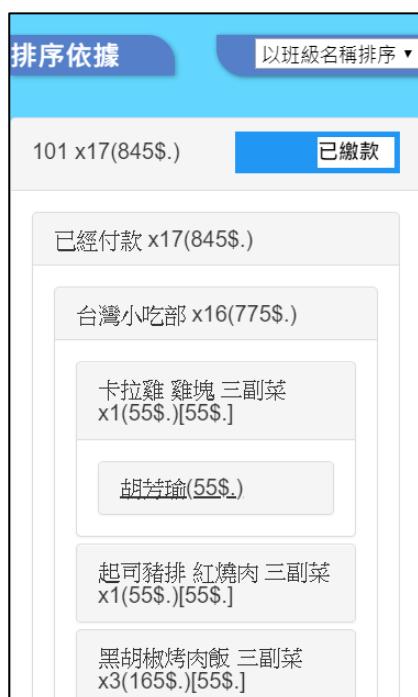 排序依據 以班級名稱排序
101 x17(845$.) 已繳款
已經付款 x17(845$.)
台灣小吃部 x16(775$.)
卡拉雞 雞塊 三副菜
x1(55$.)[55$.]
胡芳瑜(55$.)
起司豬排 紅燒肉 三副菜
x1(55$.)[55$.]
黑胡椒烤肉飯 三副菜
x3(165$.)[55$.]